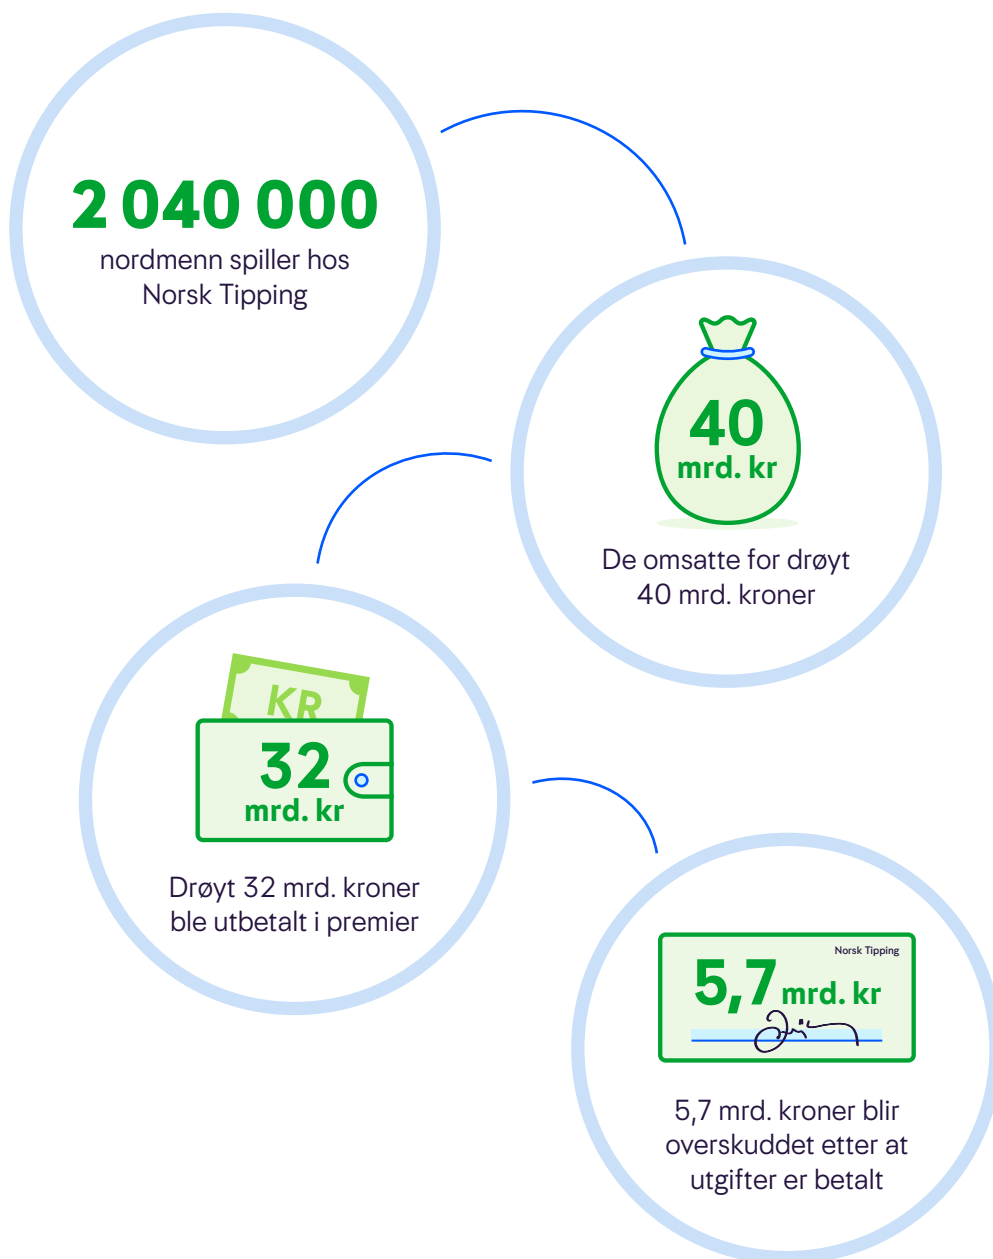 2 040 000
nordmenn spiller hos
Norsk Tipping
40
mrd. kr
De omsatte for drøyt
40 mrd. kroner
KR
32
mrd. kr
Drøyt 32 mrd. kroner
ble utbetalt i premier
Norsk Tipping
5,7 mrd. kr
5,7 mrd. kroner blir
overskuddet etter at
utgifter er betalt